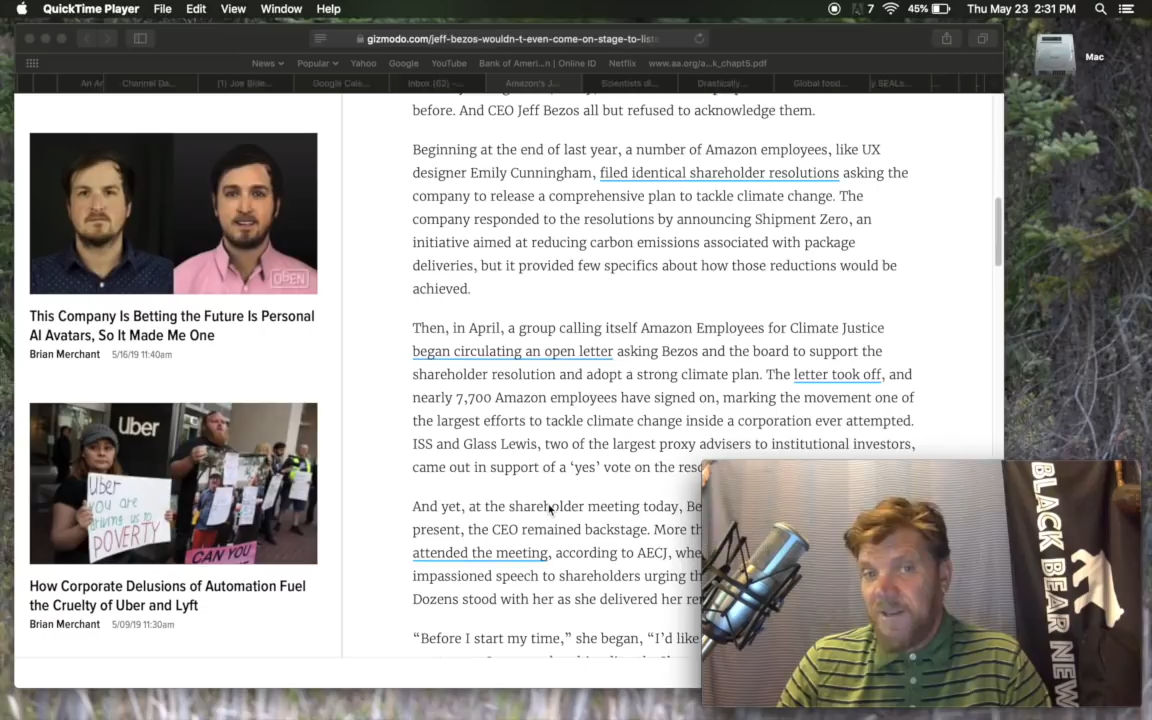 QuickTime Player File Edit View Window Help
7 45% Thu May 23 2:31 PM
gizmodo.com/jeff-bezos-wouldn-t-even-come-on-stage-to-list
Mac
News Popular Yahoo Google YouTube Bank of Ameri...n | Online ID Netflix www.aa.org/a..k_chapt5.pdf
Channel Da... (1) Joe Bide... Google Cale... Inbox (62) Amazon's J... Scientists di... Drastically... Global food... SEALs...
before. And CEO Jeff Bezos all but refused to acknowledge them.
Beginning at the end of last year, a number of Amazon employees, like UX
designer Emily Cunningham, filed identical shareholder resolutions asking the
company to release a comprehensive plan to tackle climate change. The
company responded to the resolutions by announcing Shipment Zero, an
initiative aimed at reducing carbon emissions associated with package
deliveries, but it provided few specifics about how those reductions would be
achieved.
Then, in April, a group calling itself Amazon Employees for Climate Justice
began circulating an open letter asking Bezos and the board to support the
shareholder resolution and adopt a strong climate plan. The letter took off, and
nearly 7,700 Amazon employees have signed on, marking the movement one of
the largest efforts to tackle climate change inside a corporation ever attempted.
ISS and Glass Lewis, two of the largest proxy advisers to institutional investors,
came out in support of a ‘yes’ vote on the reso
And yet, at the shareholder meeting today, Be
present, the CEO remained backstage. More th
attended the meeting, according to AECJ, whe
impassioned speech to shareholders urging th
Dozens stood with her as she delivered her re
“Before I start my time,” she began, “I’d like
OPEN
This Company Is Betting the Future Is Personal
AI Avatars, So It Made Me One
Brian Merchant 5/16/19 11:40am
Uber
Uber
you are
driving us to
POVERTY
CAN YOU
How Corporate Delusions of Automation Fuel
the Cruelty of Uber and Lyft
Brian Merchant 5/09/19 11:30am
BLACK BEAR NEW